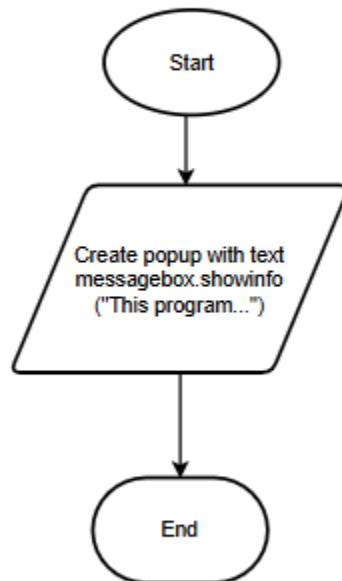 Start
Create popup with text
messagebox.showinfo
("This program...")
End